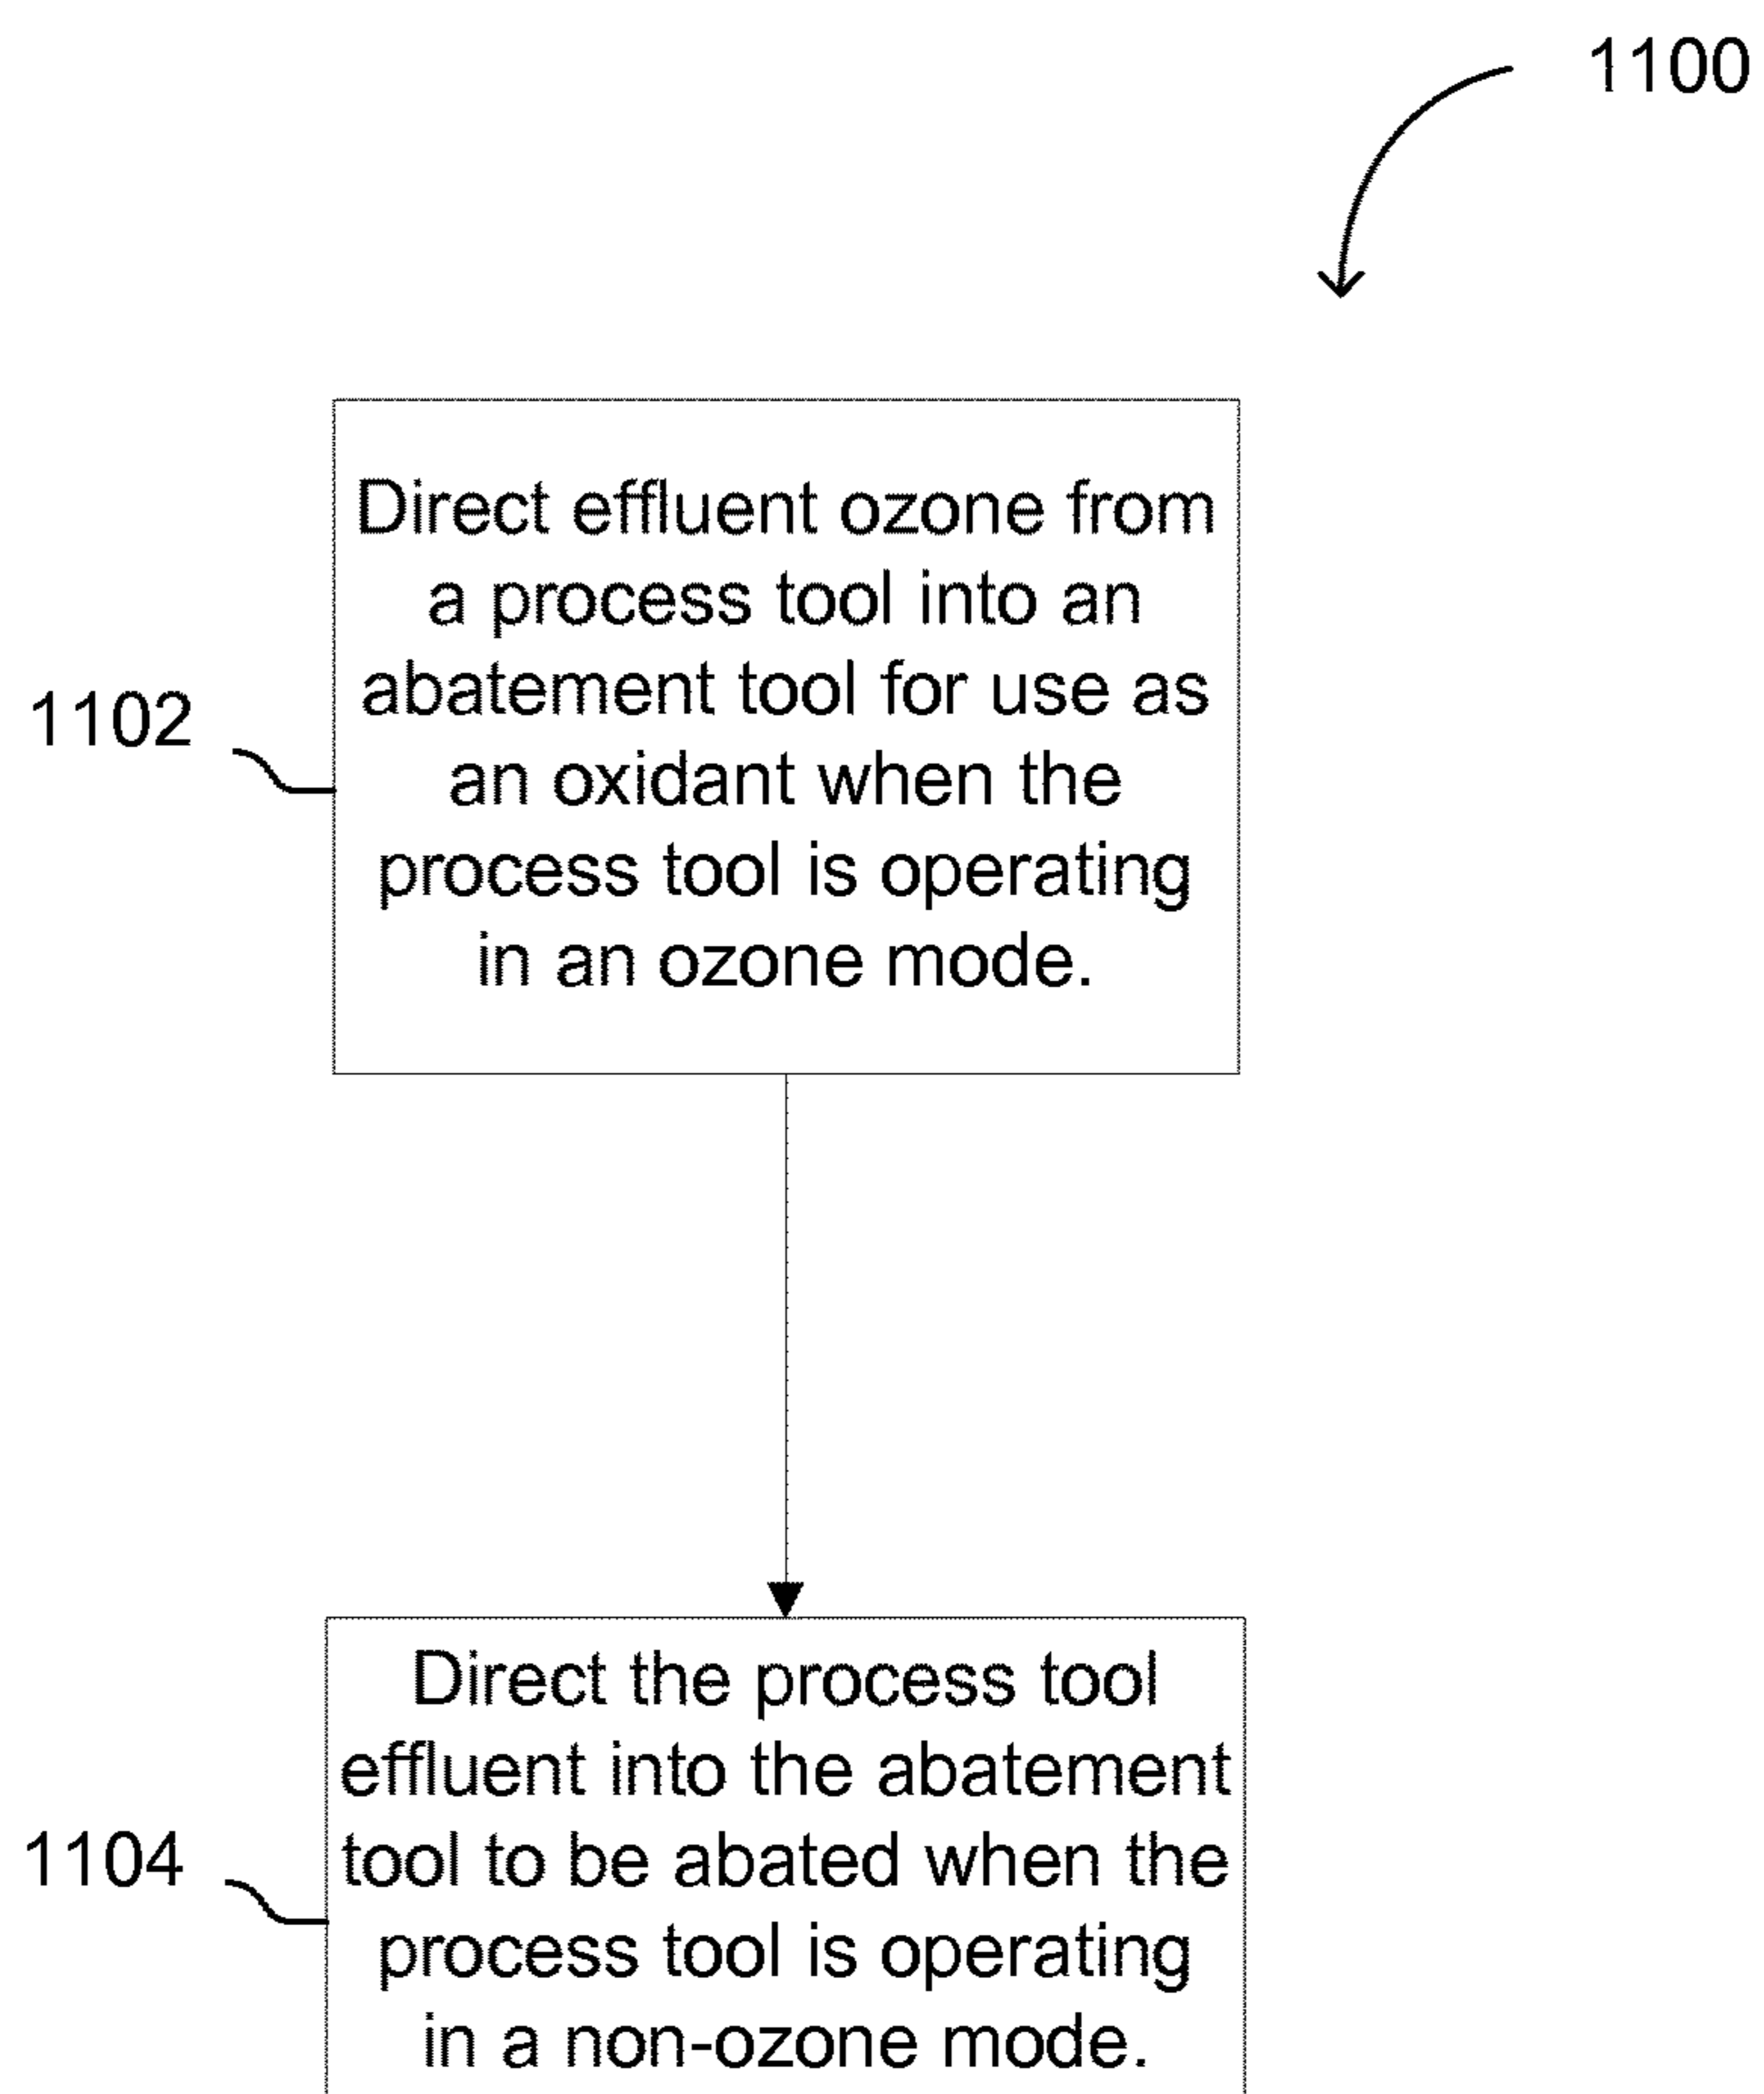 1100
Direct effluent ozone from
a process tool into an
abatement tool for use as
an oxidant when the
process tool is operating
in an ozone mode.
1102
Direct the process tool
effluent into the abatement
tool to be abated when the
process tool is operating
in a non-ozone mode.
1104